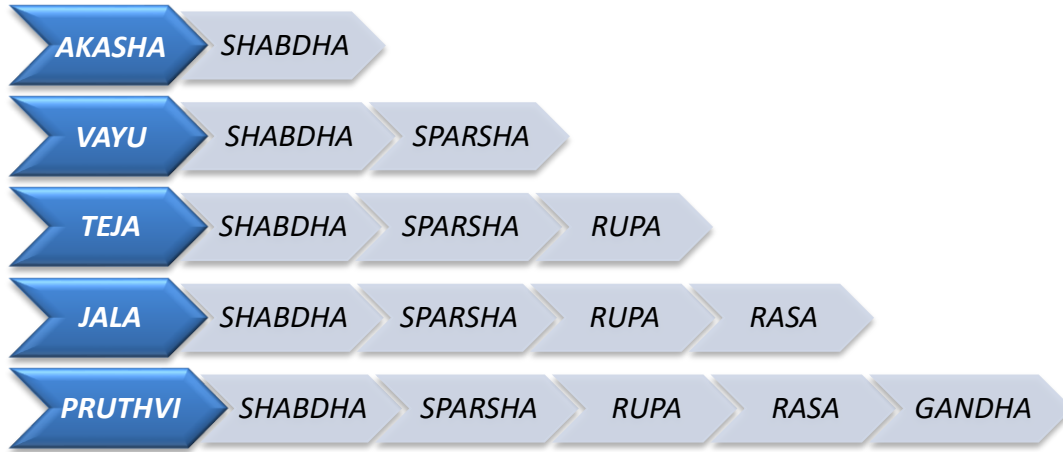 AKASHA SHABDHA
VAYU SHABDHA SPARSHA
TEJA SHABDHA SPARSHA RUPA
JALA SHABDHA SPARSHA RUPA RASA
PRUTHVI SHABDHA SPARSHA RUPA RASA GANDHA